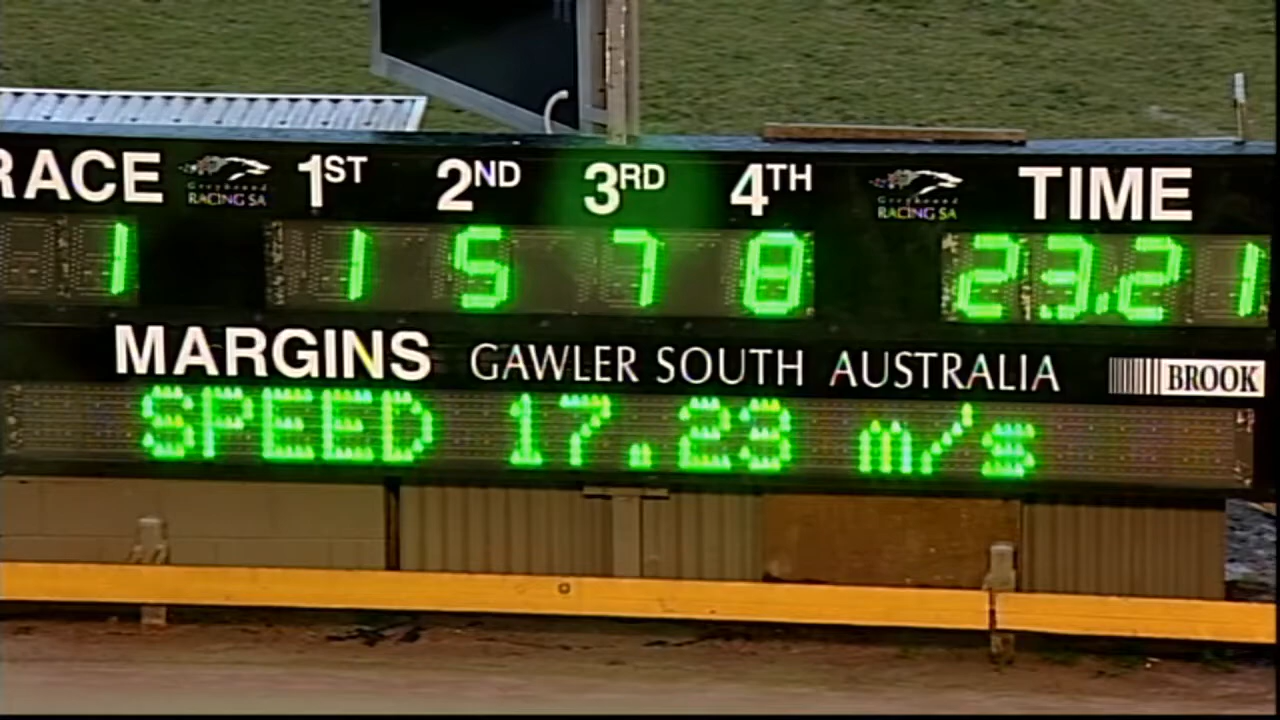 RACE 1ST 2ND 3RD 4TH TIME
Greyhound RACING SA Greyhound RACING SA
1 1 5 7 8 23.21
MARGINS GAWLER SOUTH AUSTRALIA BROOK
SPEED 17.23 m/s